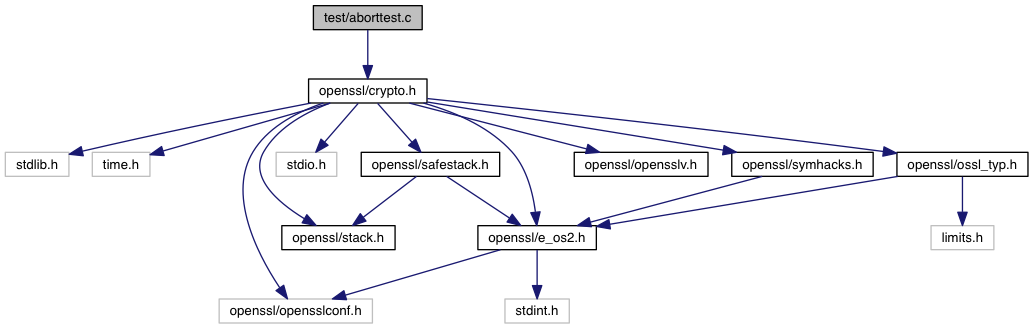 test/aborttest.c
openssl/crypto.h
stdlib.h
time.h
stdio.h
openssl/safestack.h
openssl/opensslv.h
openssl/symhacks.h
openssl/ossl_typ.h
openssl/stack.h
openssl/e_os2.h
limits.h
openssl/opensslconf.h
stdint.h